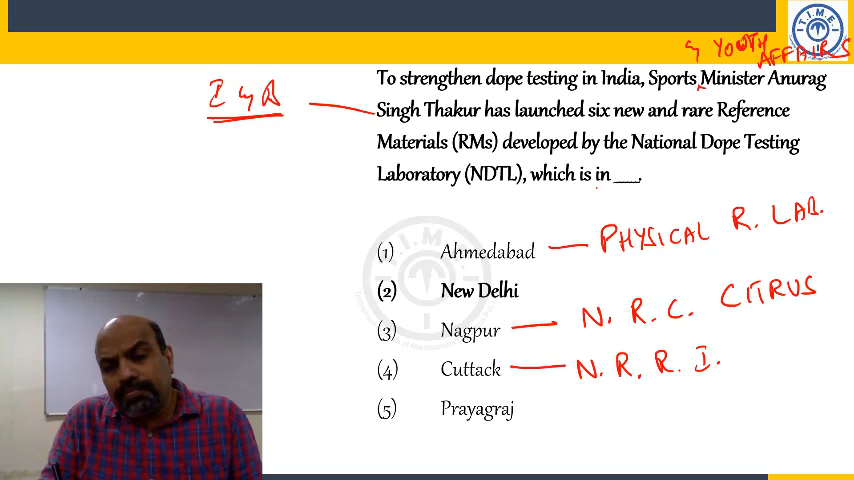 T.I.M.E.
↳ YOUTH
AFFAIRS
I & B
To strengthen dope testing in India, Sports Minister Anurag
Singh Thakur has launched six new and rare Reference
Materials (RMs) developed by the National Dope Testing
Laboratory (NDTL), which is in ___.
(1) Ahmedabad — PHYSICAL R. LAB.
(2) New Delhi
(3) Nagpur — N. R. C. CITRUS
(4) Cuttack — N. R. R. I.
(5) Prayagraj